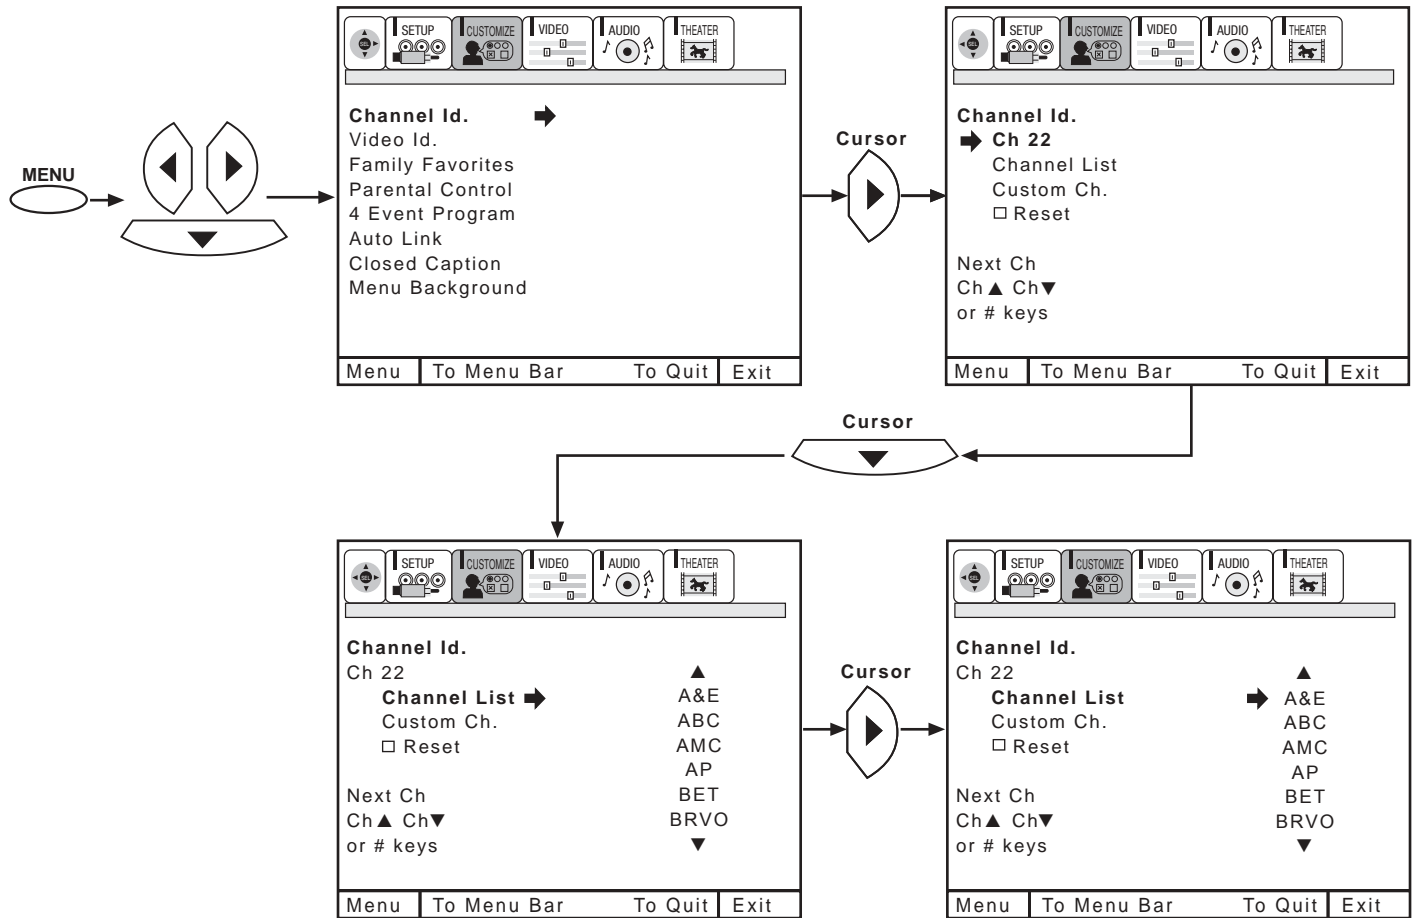 MENU
SEL SETUP CUSTOMIZE VIDEO AUDIO THEATER
Channel Id.
Video Id.
Family Favorites
Parental Control
4 Event Program
Auto Link
Closed Caption
Menu Background
Menu To Menu Bar To Quit Exit
Cursor
SEL SETUP CUSTOMIZE VIDEO AUDIO THEATER
Channel Id.
Ch 22
Channel List
Custom Ch.
☐ Reset
Next Ch
Ch▲ Ch▼
or # keys
Menu To Menu Bar To Quit Exit
Cursor
SEL SETUP CUSTOMIZE VIDEO AUDIO THEATER
Channel Id.
Ch 22
Channel List
Custom Ch.
☐ Reset
Next Ch
Ch▲ Ch▼
or # keys
A&E
ABC
AMC
AP
BET
BRVO
Menu To Menu Bar To Quit Exit
Cursor
SEL SETUP CUSTOMIZE VIDEO AUDIO THEATER
Channel Id.
Ch 22
Channel List
Custom Ch.
☐ Reset
Next Ch
Ch▲ Ch▼
or # keys
A&E
ABC
AMC
AP
BET
BRVO
Menu To Menu Bar To Quit Exit